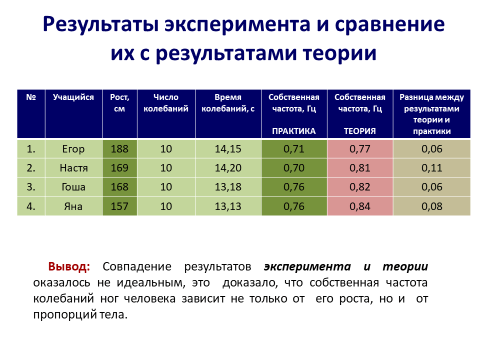 Результаты эксперимента и сравнение
их с результатами теории
№ Учащийся Рост, см Число колебаний Время колебаний, с Собственная частота, Гц ПРАКТИКА Собственная частота, Гц ТЕОРИЯ Разница между результатами теории и практики
1. Егор 188 10 14,15 0,71 0,77 0,06
2. Настя 169 10 14,20 0,70 0,81 0,11
3. Гоша 168 10 13,18 0,76 0,82 0,06
4. Яна 157 10 13,13 0,76 0,84 0,08
Вывод: Совпадение результатов эксперимента и теории
оказалось не идеальным, это доказало, что собственная частота
колебаний ног человека зависит не только от его роста, но и от
пропорций тела.